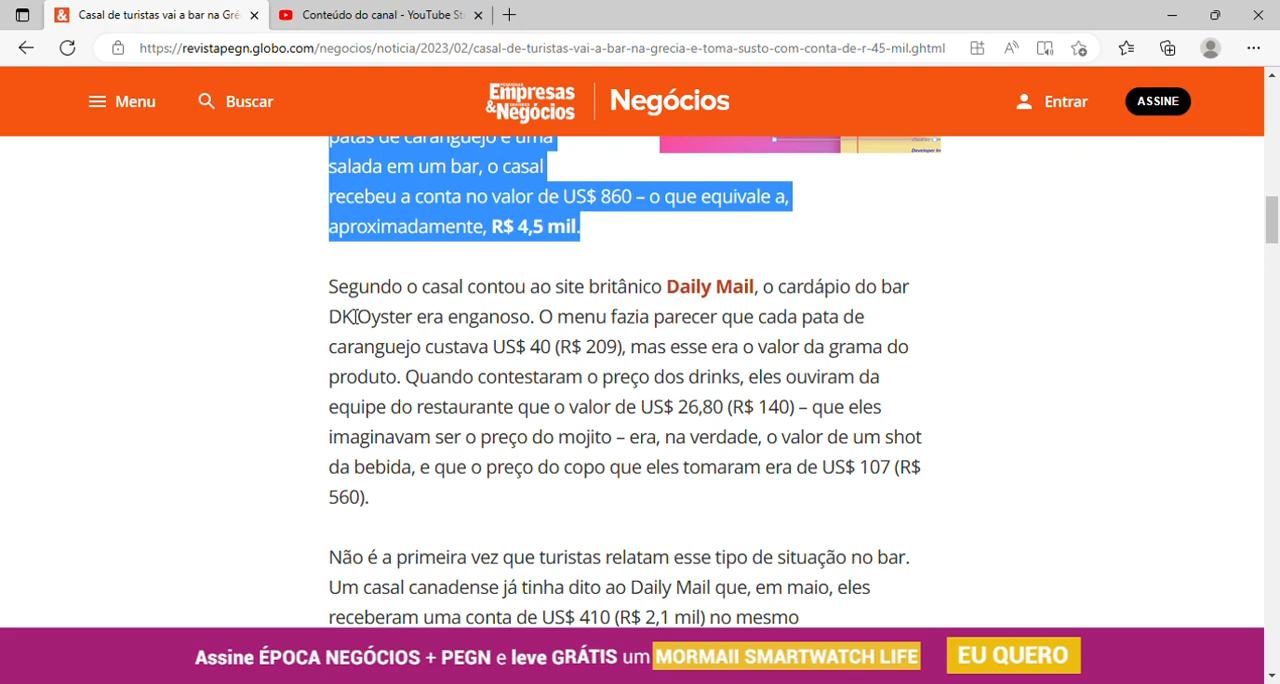 Casal de turistas vai a bar na Gré
Conteúdo do canal - YouTube St
https://revistapegn.globo.com/negocios/noticia/2023/02/casal-de-turistas-vai-a-bar-na-grecia-e-toma-susto-com-conta-de-r-45-mil.ghtml
Menu
Buscar
PEQUENAS
Empresas
GRANDES
&Negócios
Negócios
Entrar
ASSINE
patas de caranguejo e uma
salada em um bar, o casal
recebeu a conta no valor de US$ 860 – o que equivale a,
aproximadamente, R$ 4,5 mil.
Developer In
Segundo o casal contou ao site britânico Daily Mail, o cardápio do bar
DK Oyster era enganoso. O menu fazia parecer que cada pata de
caranguejo custava US$ 40 (R$ 209), mas esse era o valor da grama do
produto. Quando contestaram o preço dos drinks, eles ouviram da
equipe do restaurante que o valor de US$ 26,80 (R$ 140) – que eles
imaginavam ser o preço do mojito – era, na verdade, o valor de um shot
da bebida, e que o preço do copo que eles tomaram era de US$ 107 (R$
560).
Não é a primeira vez que turistas relatam esse tipo de situação no bar.
Um casal canadense já tinha dito ao Daily Mail que, em maio, eles
receberam uma conta de US$ 410 (R$ 2,1 mil) no mesmo
Assine ÉPOCA NEGÓCIOS + PEGN e leve GRÁTIS um MORMAII SMARTWATCH LIFE
EU QUERO